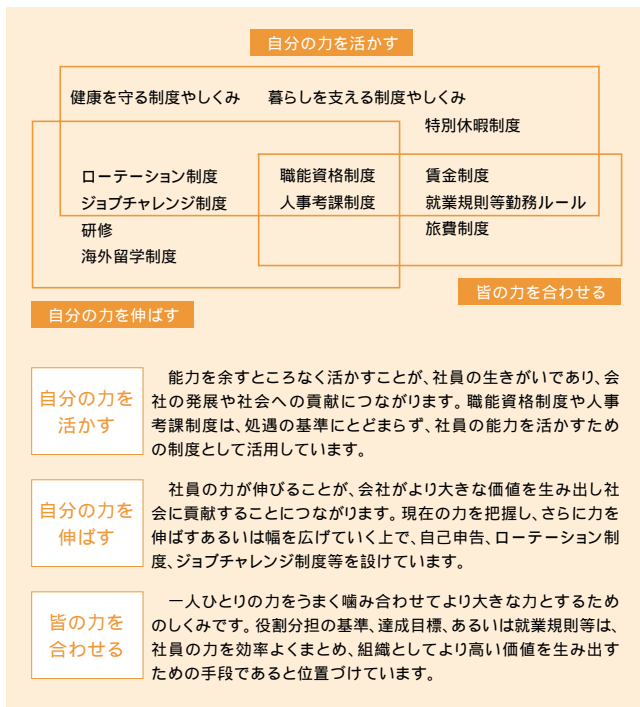 自分の力を活かす
健康を守る制度やしくみ 暮らしを支える制度やしくみ
特別休暇制度
ローテーション制度 職能資格制度 賃金制度
ジョブチャレンジ制度 人事考課制度 就業規則等勤務ルール
研修 旅費制度
海外留学制度
皆の力を合わせる
自分の力を伸ばす
自分の力を
活かす
能力を余すところなく活かすことが、社員の生きがいであり、会
社の発展や社会への貢献につながります。職能資格制度や人事
考課制度は、処遇の基準にとどまらず、社員の能力を活かすため
の制度として活用しています。
自分の力を
伸ばす
社員の力が伸びることが、会社がより大きな価値を生み出し社
会に貢献することにつながります。現在の力を把握し、さらに力を
伸ばすあるいは幅を広げていく上で、自己申告、ローテーション制
度、ジョブチャレンジ制度等を設けています。
皆の力を
合わせる
一人ひとりの力をうまく噛み合わせてより大きな力とするため
のしくみです。役割分担の基準、達成目標、あるいは就業規則等は、
社員の力を効率よくまとめ、組織としてより高い価値を生み出す
ための手段であると位置づけています。